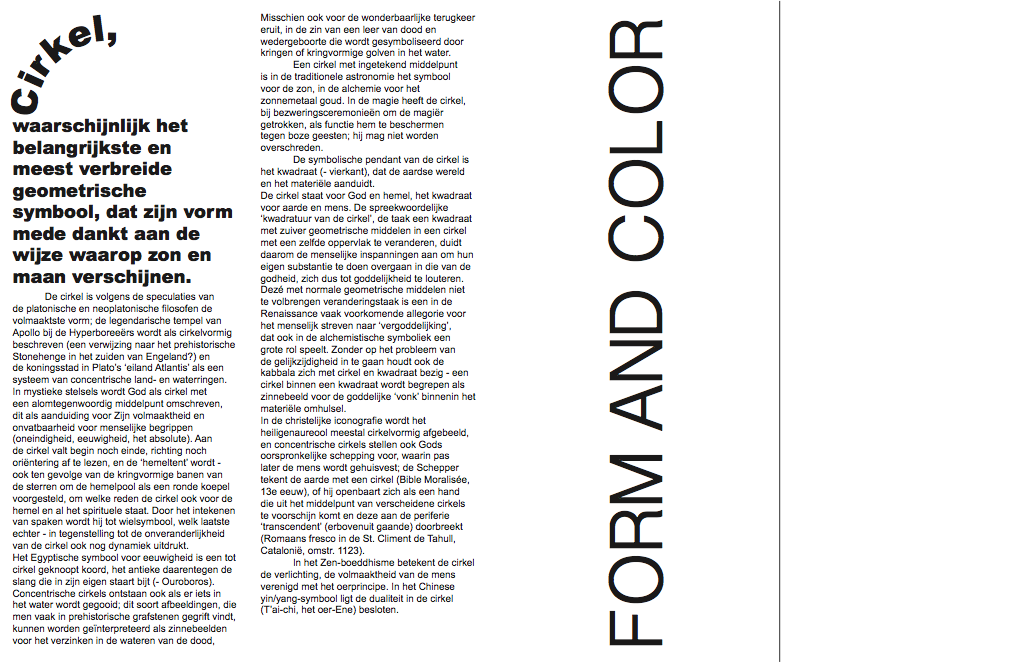 Cirkel,
waarschijnlijk het
belangrijkste en
meest verbreide
geometrische
symbool, dat zijn vorm
mede dankt aan de
wijze waarop zon en
maan verschijnen.
De cirkel is volgens de speculaties van
de platonische en neoplatonische filosofen de
volmaaktste vorm; de legendarische tempel van
Apollo bij de Hyperboreeërs wordt als cirkelvormig
beschreven (een verwijzing naar het prehistorische
Stonehenge in het zuiden van Engeland?) en
de koningsstad in Plato's 'eiland Atlantis' als een
systeem van concentrische land- en waterringen.
In mystieke stelsels wordt God als cirkel met
een alomtegenwoordig middelpunt omschreven,
dit als aanduiding voor Zijn volmaaktheid en
onvatbaarheid voor menselijke begrippen
(oneindigheid, eeuwigheid, het absolute). Aan
de cirkel valt begin noch einde, richting noch
oriëntering af te lezen, en de 'hemeltent' wordt -
ook ten gevolge van de kringvormige banen van
de sterren om de hemelpool als een ronde koepel
voorgesteld, om welke reden de cirkel ook voor de
hemel en al het spirituele staat. Door het intekenen
van spaken wordt hij tot wielsymbool, welk laatste
echter - in tegenstelling tot de onveranderlijkheid
van de cirkel ook nog dynamiek uitdrukt.
Het Egyptische symbool voor eeuwigheid is een tot
cirkel geknoopt koord, het antieke daarentegen de
slang die in zijn eigen staart bijt (- Ouroboros).
Concentrische cirkels ontstaan ook als er iets in
het water wordt gegooid; dit soort afbeeldingen, die
men vaak in prehistorische grafstenen gegrift vindt,
kunnen worden geïnterpreteerd als zinnebeelden
voor het verzinken in de wateren van de dood,
Misschien ook voor de wonderbaarlijke terugkeer
eruit, in de zin van een leer van dood en
wedergeboorte die wordt gesymboliseerd door
kringen of kringvormige golven in het water.
Een cirkel met ingetekend middelpunt
is in de traditionele astronomie het symbool
voor de zon, in de alchemie voor het
zonnemetaal goud. In de magie heeft de cirkel,
bij bezweringsceremonieën om de magiër
getrokken, als functie hem te beschermen
tegen boze geesten; hij mag niet worden
overschreden.
De symbolische pendant van de cirkel is
het kwadraat (- vierkant), dat de aardse wereld
en het materiële aanduidt.
De cirkel staat voor God en hemel, het kwadraat
voor aarde en mens. De spreekwoordelijke
'kwadratuur van de cirkel', de taak een kwadraat
met zuiver geometrische middelen in een cirkel
met een zelfde oppervlak te veranderen, duidt
daarom de menselijke inspanningen aan om hun
eigen substantie te doen overgaan in die van de
godheid, zich dus tot goddelijkheid te louteren.
Dezé met normale geometrische middelen niet
te volbrengen veranderingstaak is een in de
Renaissance vaak voorkomende allegorie voor
het menselijk streven naar 'vergoddelijking',
dat ook in de alchemistische symboliek een
grote rol speelt. Zonder op het probleem van
de gelijkzijdigheid in te gaan houdt ook de
kabbala zich met cirkel en kwadraat bezig - een
cirkel binnen een kwadraat wordt begrepen als
zinnebeeld voor de goddelijke 'vonk' binnenin het
materiële omhulsel.
In de christelijke iconografie wordt het
heiligenaureool meestal cirkelvormig afgebeeld,
en concentrische cirkels stellen ook Gods
oorspronkelijke schepping voor, waarin pas
later de mens wordt gehuisvest; de Schepper
tekent de aarde met een cirkel (Bible Moralisée,
13e eeuw), of hij openbaart zich als een hand
die uit het middelpunt van verscheidene cirkels
te voorschijn komt en deze aan de periferie
'transcendent' (erbovenuit gaande) doorbreekt
(Romaans fresco in de St. Climent de Tahull,
Catalonië, omstr. 1123).
In het Zen-boeddhisme betekent de cirkel
de verlichting, de volmaaktheid van de mens
verenigd met het oerprincipe. In het Chinese
yin/yang-symbool ligt de dualiteit in de cirkel
(T'ai-chi, het oer-Ene) besloten.
FORM AND COLOR